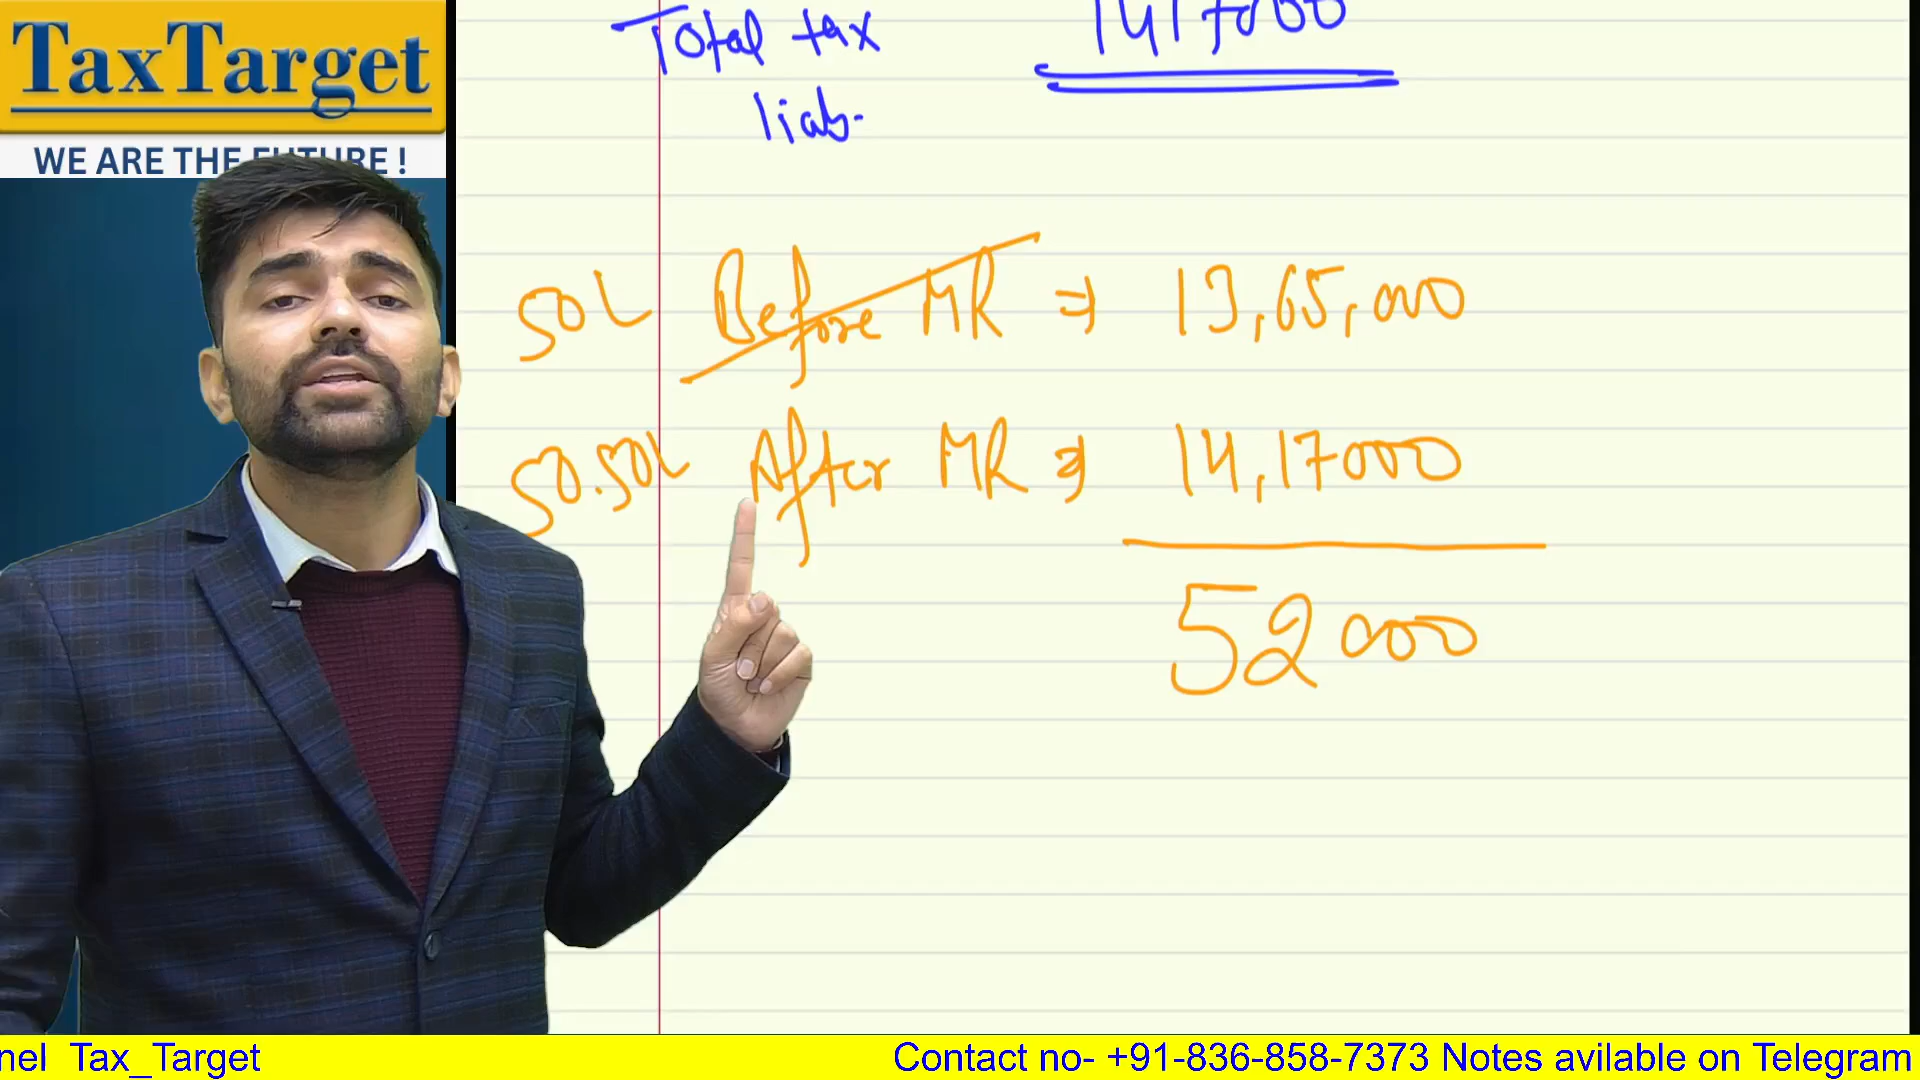 TaxTarget
WE ARE THE FUTURE !
Total tax 1417000
liab.
50L Before MR ⇒ 13,65,000
50.50L After MR ⇒ 14,17000
52000
nel Tax_Target
Contact no- +91-836-858-7373 Notes avilable on Telegram